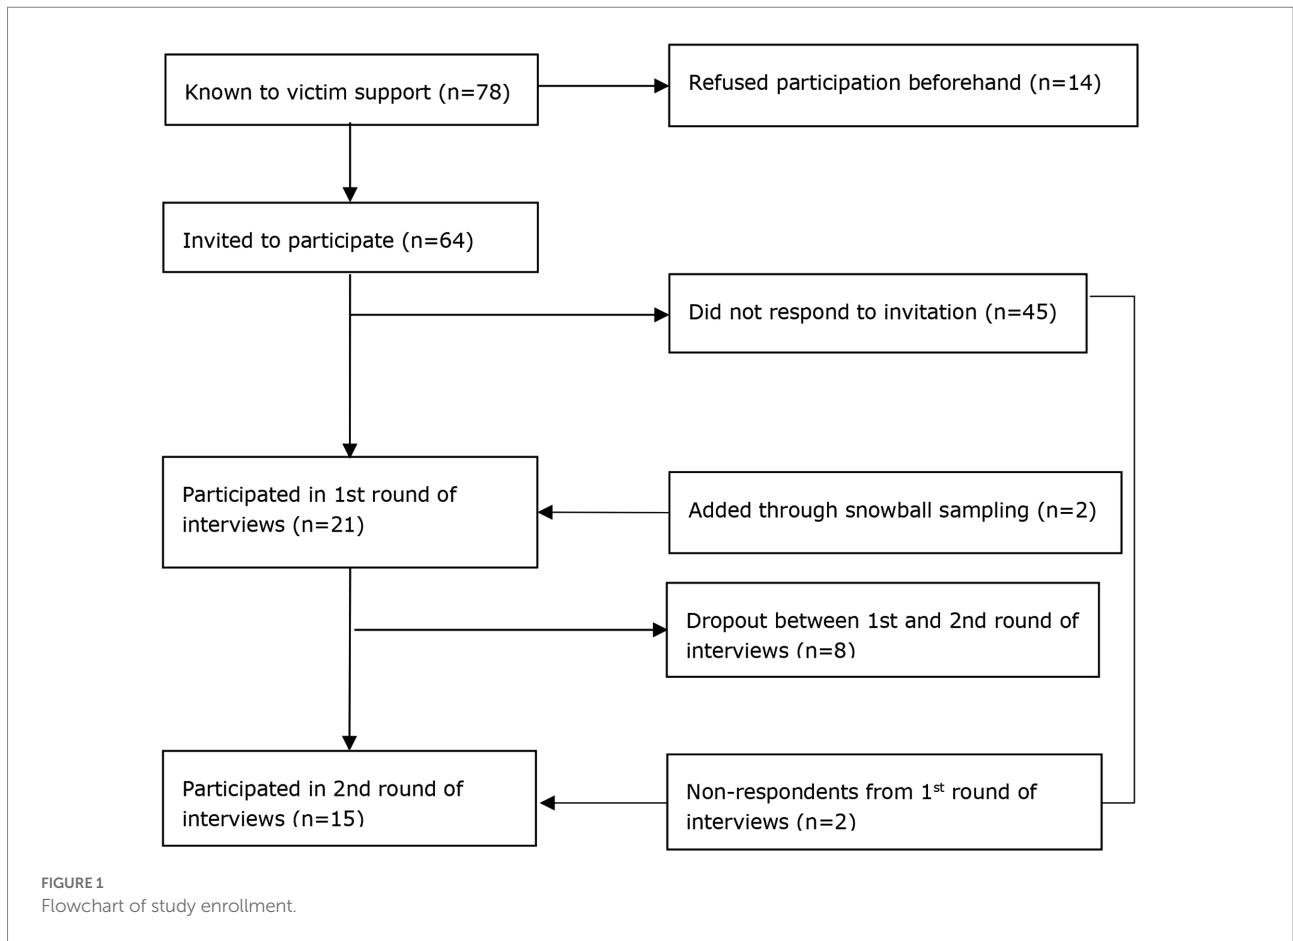 Known to victim support (n=78)
Refused participation beforehand (n=14)
Invited to participate (n=64)
Did not respond to invitation (n=45)
Participated in 1st round of
interviews (n=21)
Added through snowball sampling (n=2)
Dropout between 1st and 2nd round of
interviews (n=8)
Participated in 2nd round of
interviews (n=15)
Non-respondents from 1st round of
interviews (n=2)
FIGURE 1
Flowchart of study enrollment.